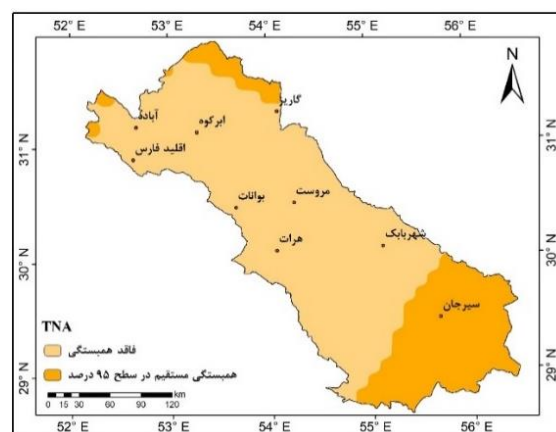 52° E 53° E 54° E 55° E 56° E
N
31° N
30° N
29° N
31° N
30° N
29° N
گاریز
آباده
ابرکوه
اقلید فارس
بوانات
مروست
هرات
شهربابک
سیرجان
TNA
فاقد همبستگی
همبستگی مستقیم در سطح ۹۵ درصد
km
0 15 30 60 90 120
52° E 53° E 54° E 55° E 56° E